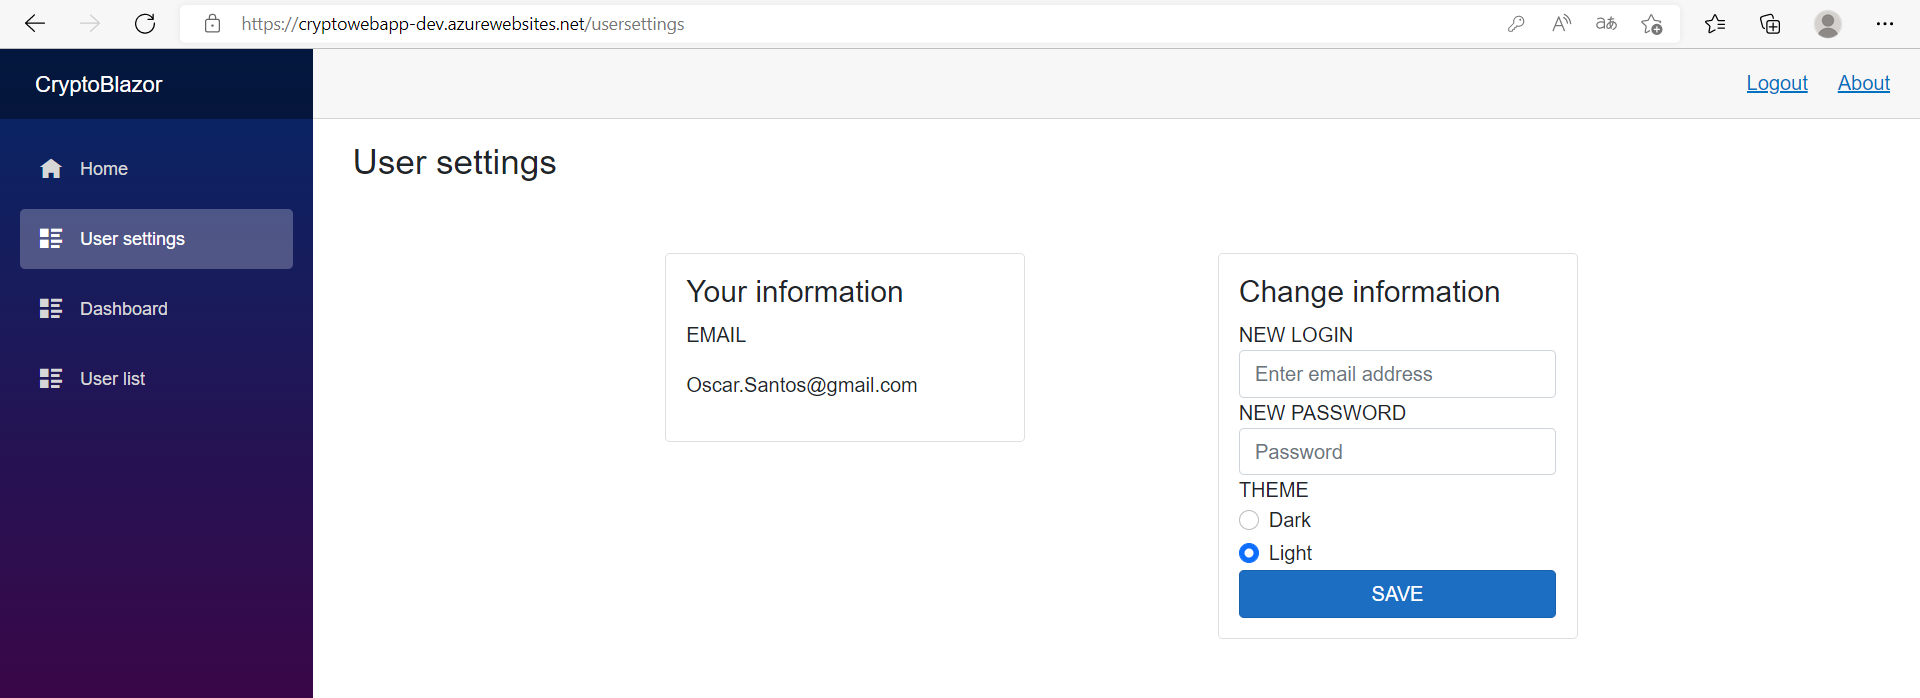 https://cryptowebapp-dev.azurewebsites.net/usersettings
CryptoBlazor
Logout About
Home
User settings
Dashboard
User list
User settings
Your information
EMAIL
Oscar.Santos@gmail.com
Change information
NEW LOGIN
Enter email address
NEW PASSWORD
Password
THEME
Dark
Light
SAVE